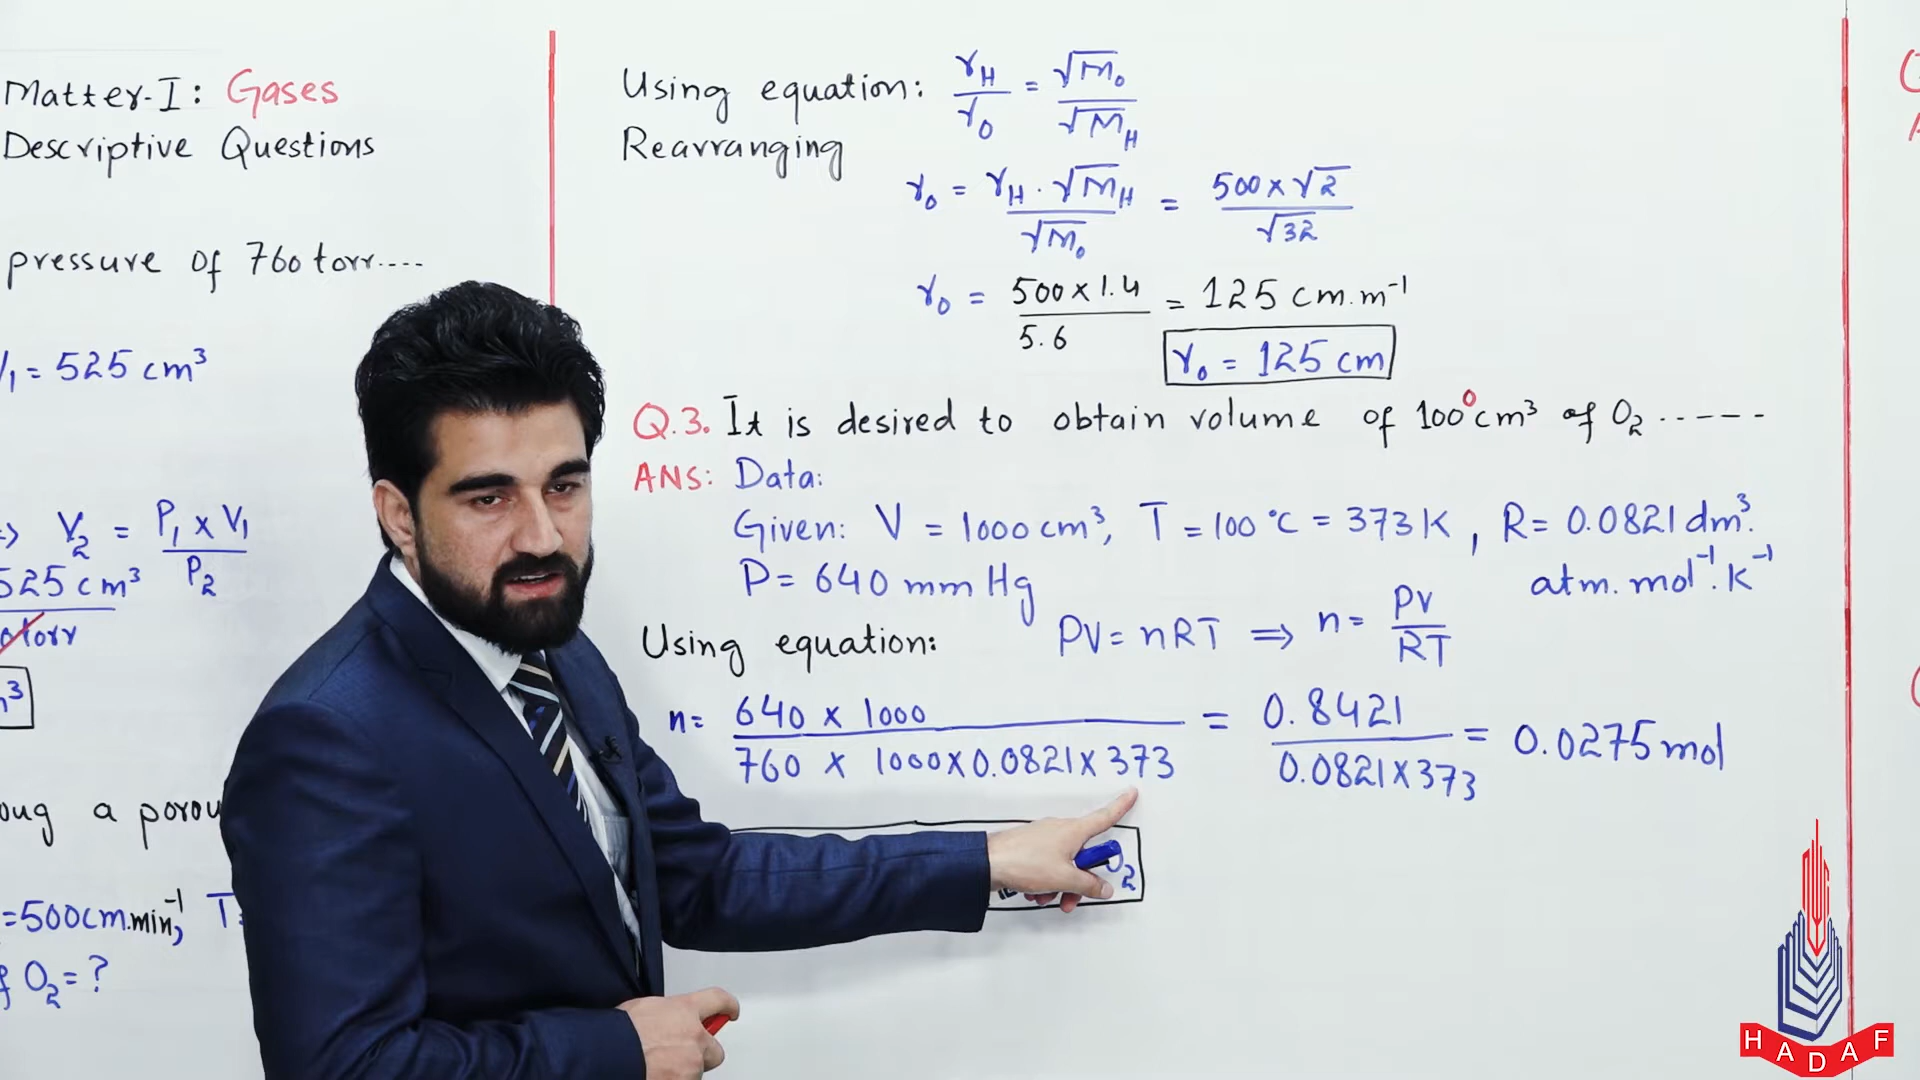 Matter-I: Gases
Descriptive Questions
pressure of 760 torr....
V₁ = 525 cm³
=> V₂ = P₁ x V₁ / P₂
525 cm³
torr
of O₂ = ?
a
= 500 cm.min⁻¹, T
Using equation: r_H / r_O = √M_O / √M_H
Rearranging
r_O = r_H . √M_H / √M_O = 500 x √2 / √32
r_O = 500 x 1.4 / 5.6 = 125 cm.m⁻¹
r_O = 125 cm
Q.3. It is desired to obtain volume of 1000cm³ of O₂ -----
ANS: Data:
Given: V = 1000 cm³, T = 100 °C = 373 K, R = 0.0821 dm³.
P = 640 mm Hg
atm. mol⁻¹. K⁻¹
Using equation: PV = nRT ⟹ n = PV / RT
n = 640 x 1000 / 760 x 1000 x 0.0821 x 373 = 0.8421 / 0.0821 x 373 = 0.0275 mol
O₂
HADAF